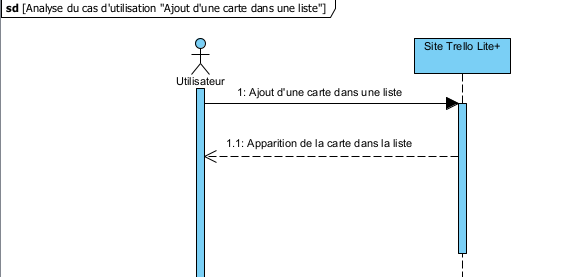 sd [Analyse du cas d'utilisation "Ajout d'une carte dans une liste"]
Site Trello Lite+
Utilisateur
1: Ajout d'une carte dans une liste
1.1: Apparition de la carte dans la liste